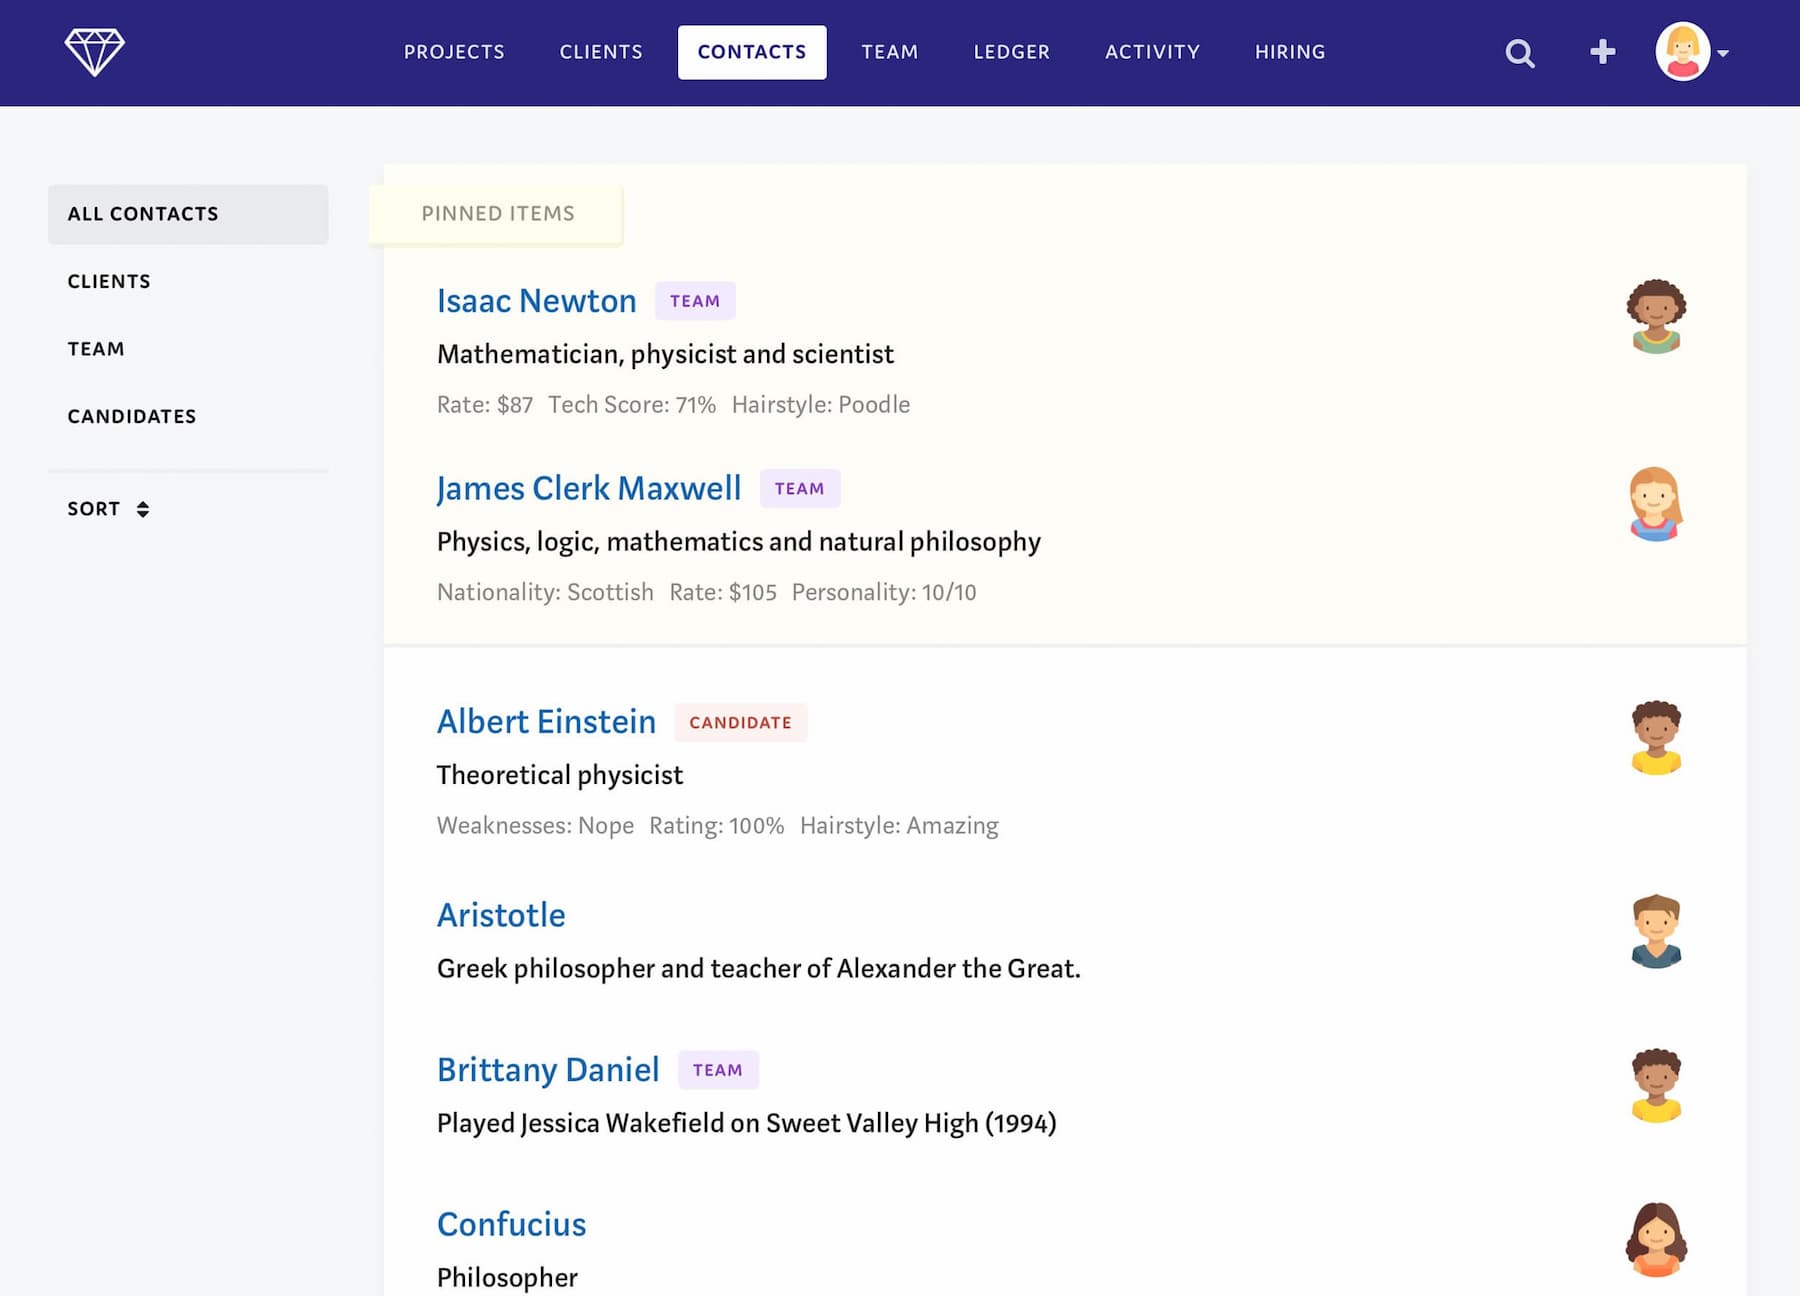 PROJECTS CLIENTS CONTACTS TEAM LEDGER ACTIVITY HIRING
ALL CONTACTS
CLIENTS
TEAM
CANDIDATES
SORT
PINNED ITEMS
Isaac Newton TEAM
Mathematician, physicist and scientist
Rate: $87 Tech Score: 71% Hairstyle: Poodle
James Clerk Maxwell TEAM
Physics, logic, mathematics and natural philosophy
Nationality: Scottish Rate: $105 Personality: 10/10
Albert Einstein CANDIDATE
Theoretical physicist
Weaknesses: Nope Rating: 100% Hairstyle: Amazing
Aristotle
Greek philosopher and teacher of Alexander the Great.
Brittany Daniel TEAM
Played Jessica Wakefield on Sweet Valley High (1994)
Confucius
Philosopher